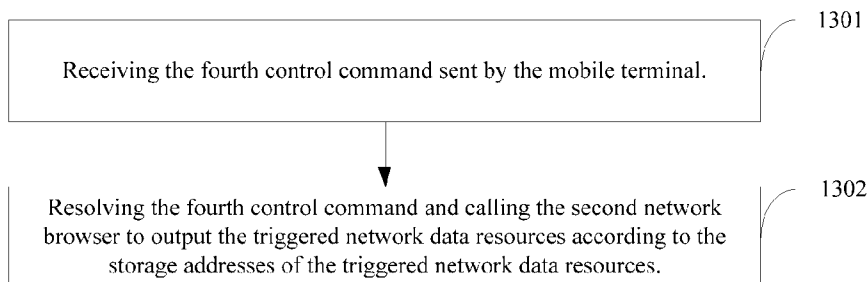 1301
Receiving the fourth control command sent by the mobile terminal.
1302
Resolving the fourth control command and calling the second network
browser to output the triggered network data resources according to the
storage addresses of the triggered network data resources.